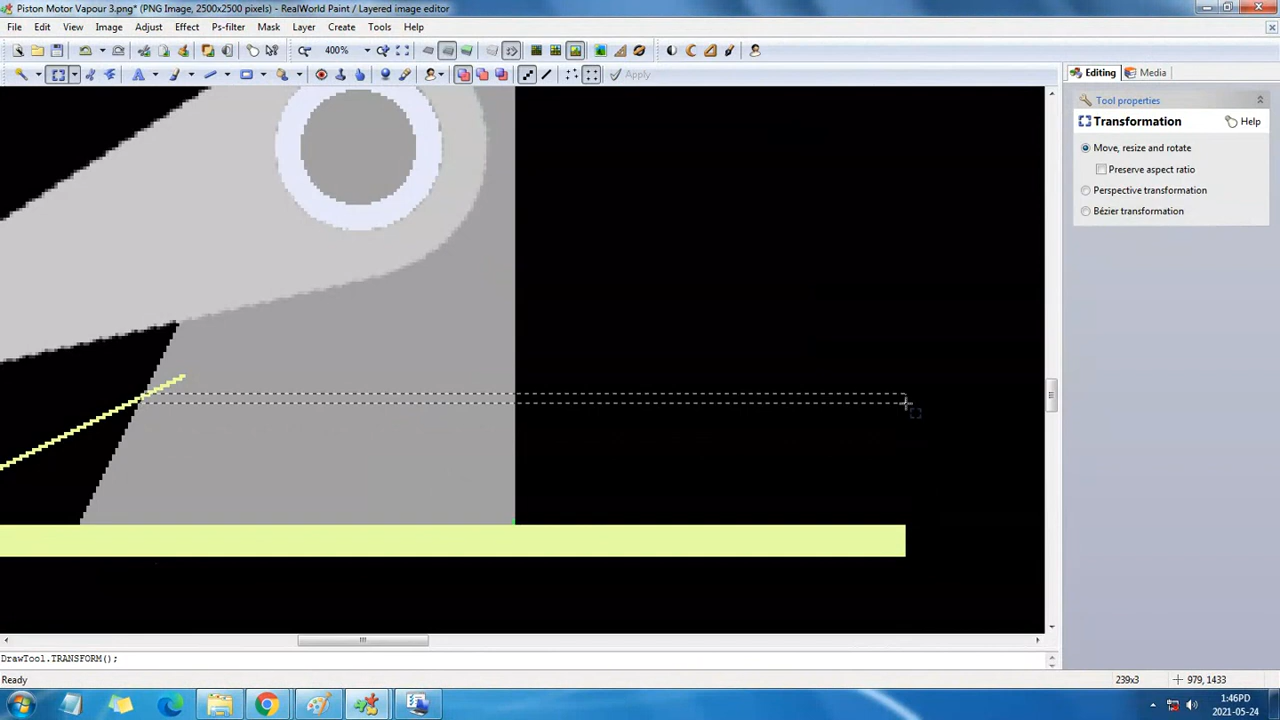 Piston Motor Vapour 3.png* (PNG Image, 2500x2500 pixels) - RealWorld Paint / Layered image editor
File Edit View Image Adjust Effect Ps-filter Mask Layer Create Tools Help
400%
Apply
Editing Media
Tool properties
Transformation Help
Move, resize and rotate
Preserve aspect ratio
Perspective transformation
Bézier transformation
DrawTool.TRANSFORM();
Ready 239x3 979, 1433
1:46PD
2021-05-24